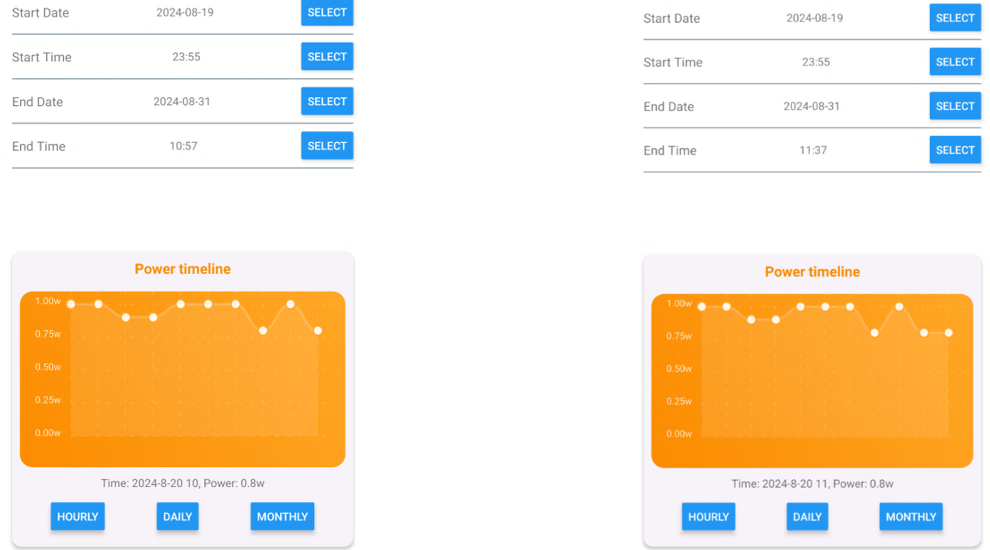 Start Date 2024-08-19 SELECT
Start Time 23:55 SELECT
End Date 2024-08-31 SELECT
End Time 10:57 SELECT
Power timeline
1.00w
0.75w
0.50w
0.25w
0.00w
Time: 2024-8-20 10, Power: 0.8w
HOURLY DAILY MONTHLY
Start Date 2024-08-19 SELECT
Start Time 23:55 SELECT
End Date 2024-08-31 SELECT
End Time 11:37 SELECT
Power timeline
1.00w
0.75w
0.50w
0.25w
0.00w
Time: 2024-8-20 11, Power: 0.8w
HOURLY DAILY MONTHLY